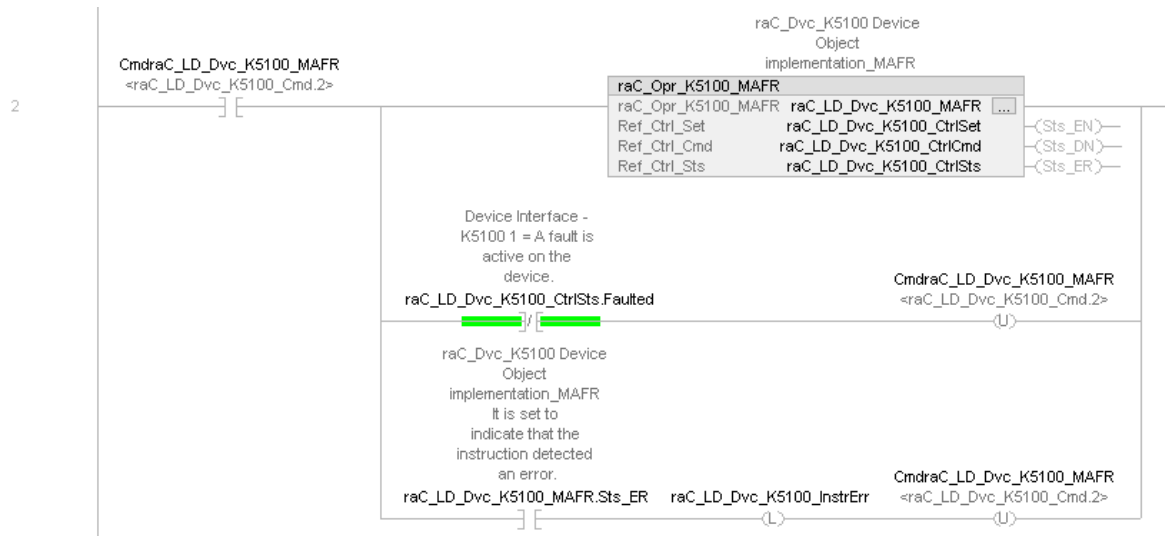 raC_Dvc_K5100 Device
Object
implementation_MAFR
CmdraC_LD_Dvc_K5100_MAFR
<raC_LD_Dvc_K5100_Cmd.2>
2
raC_Opr_K5100_MAFR
raC_Opr_K5100_MAFR raC_LD_Dvc_K5100_MAFR ...
Ref_Ctrl_Set raC_LD_Dvc_K5100_CtrlSet (Sts_EN)
Ref_Ctrl_Cmd raC_LD_Dvc_K5100_CtrlCmd (Sts_DN)
Ref_Ctrl_Sts raC_LD_Dvc_K5100_CtrlSts (Sts_ER)
Device Interface -
K5100 1 = A fault is
active on the
device.
raC_LD_Dvc_K5100_CtrlSts.Faulted
CmdraC_LD_Dvc_K5100_MAFR
<raC_LD_Dvc_K5100_Cmd.2>
U
raC_Dvc_K5100 Device
Object
implementation_MAFR
It is set to
indicate that the
instruction detected
an error.
raC_LD_Dvc_K5100_MAFR.Sts_ER raC_LD_Dvc_K5100_InstrErr CmdraC_LD_Dvc_K5100_MAFR
<raC_LD_Dvc_K5100_Cmd.2>
L U